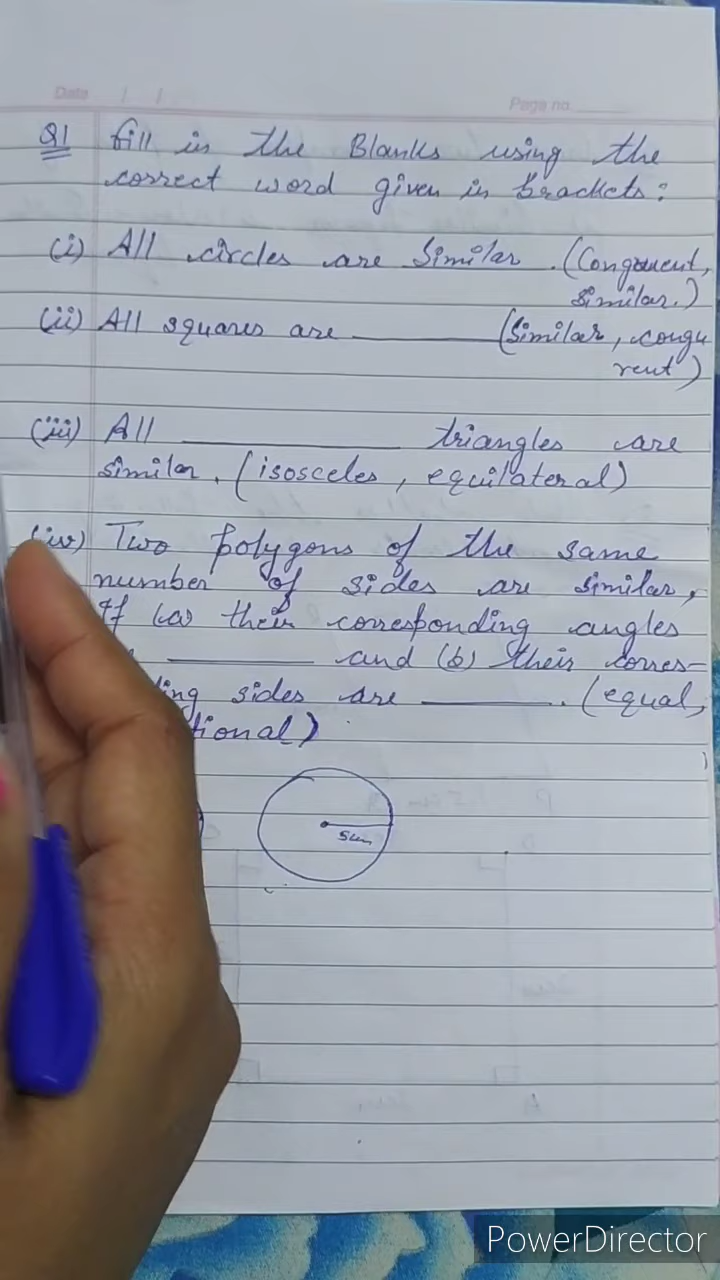 Date / /
Page no.
Q1 fill in the Blanks using the
correct word given in brackets:
(i) All circles are Similar. (Congruent,
similar.)
(ii) All squares are ______ (Similar, congu
rent)
(iii) All ______ triangles are
similar. (isosceles, equilateral)
(iv) Two polygons of the same
number of sides are similar,
If (a) their corresponding angles
______ and (b) their corres-
ing sides are ______. (equal,
tional)
5cm
PowerDirector